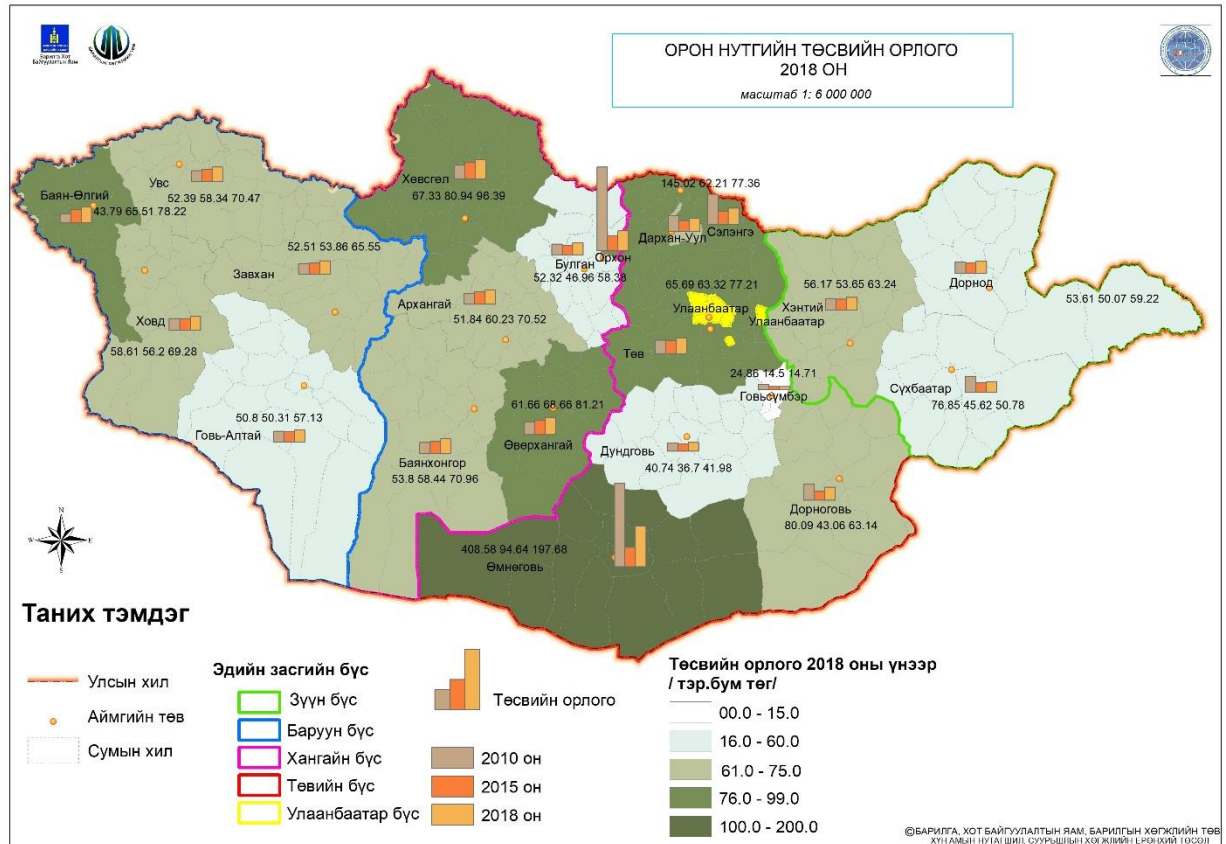 Барилга Хот
Байгуулалтын Яам
ОРОН НУТГИЙН ТӨСВИЙН ОРЛОГО
2018 ОН
масштаб 1: 6 000 000
Баян-Өлгий
43.79 65.51 78.22
Увс
52.39 58.34 70.47
Хөвсгөл
67.33 80.94 96.39
52.51 53.86 65.55
Завхан
Ховд
58.61 56.2 69.28
50.8 50.31 57.13
Говь-Алтай
Архангай
51.84 60.23 70.52
Булган
52.32 46.96 58.38
Орхон
145.02 62.21 77.36
Дархан-Уул
Сэлэнгэ
65.69 63.32 77.21
Улаанбаатар
Улаанбаатар
Төв
56.17 53.65 63.24
Хэнтий
Дорнод
53.61 50.07 59.22
24.86 14.5 14.71
Говьсүмбэр
Сүхбаатар
76.85 45.62 50.78
61.66 68.66 81.21
Өвөрхангай
Баянхонгор
53.8 58.44 70.96
Дундговь
40.74 36.7 41.98
Дорноговь
80.09 43.06 63.14
408.58 94.64 197.68
Өмнөговь
N
W
E
S
Таних тэмдэг
Улсын хил
Аймгийн төв
Сумын хил
Эдийн засгийн бүс
Зүүн бүс
Баруун бүс
Хангайн бүс
Төвийн бүс
Улаанбаатар бүс
Төсвийн орлого
2010 он
2015 он
2018 он
Төсвийн орлого 2018 оны үнээр
/ тэр.бум төг/
00.0 - 15.0
16.0 - 60.0
61.0 - 75.0
76.0 - 99.0
100.0 - 200.0
©БАРИЛГА, ХОТ БАЙГУУЛАЛТЫН ЯАМ, БАРИЛГЫН ХӨГЖЛИЙН ТӨВ
ХҮН АМЫН НУТАГШИЛ, СУУРЬШЛЫН ХӨГЖЛИЙН ЕРӨНХИЙ ТӨСӨЛ